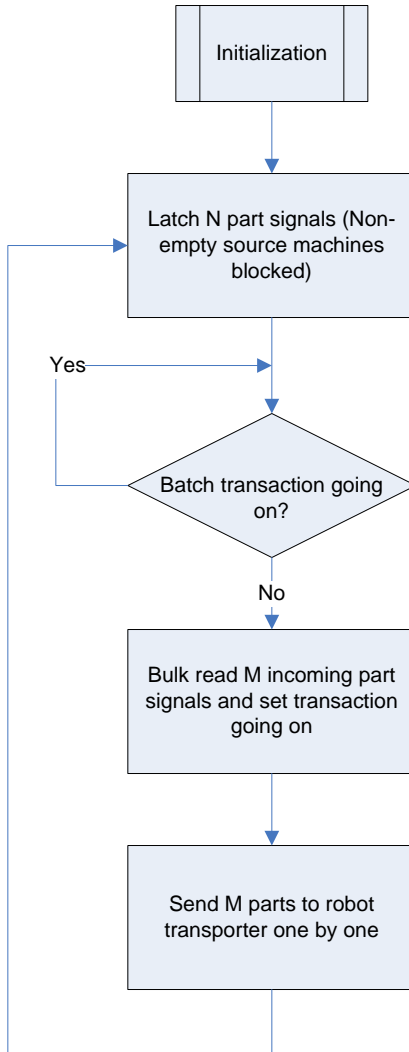 Initialization
Latch N part signals (Non-
empty source machines
blocked)
Yes
Batch transaction going
on?
No
Bulk read M incoming part
signals and set transaction
going on
Send M parts to robot
transporter one by one